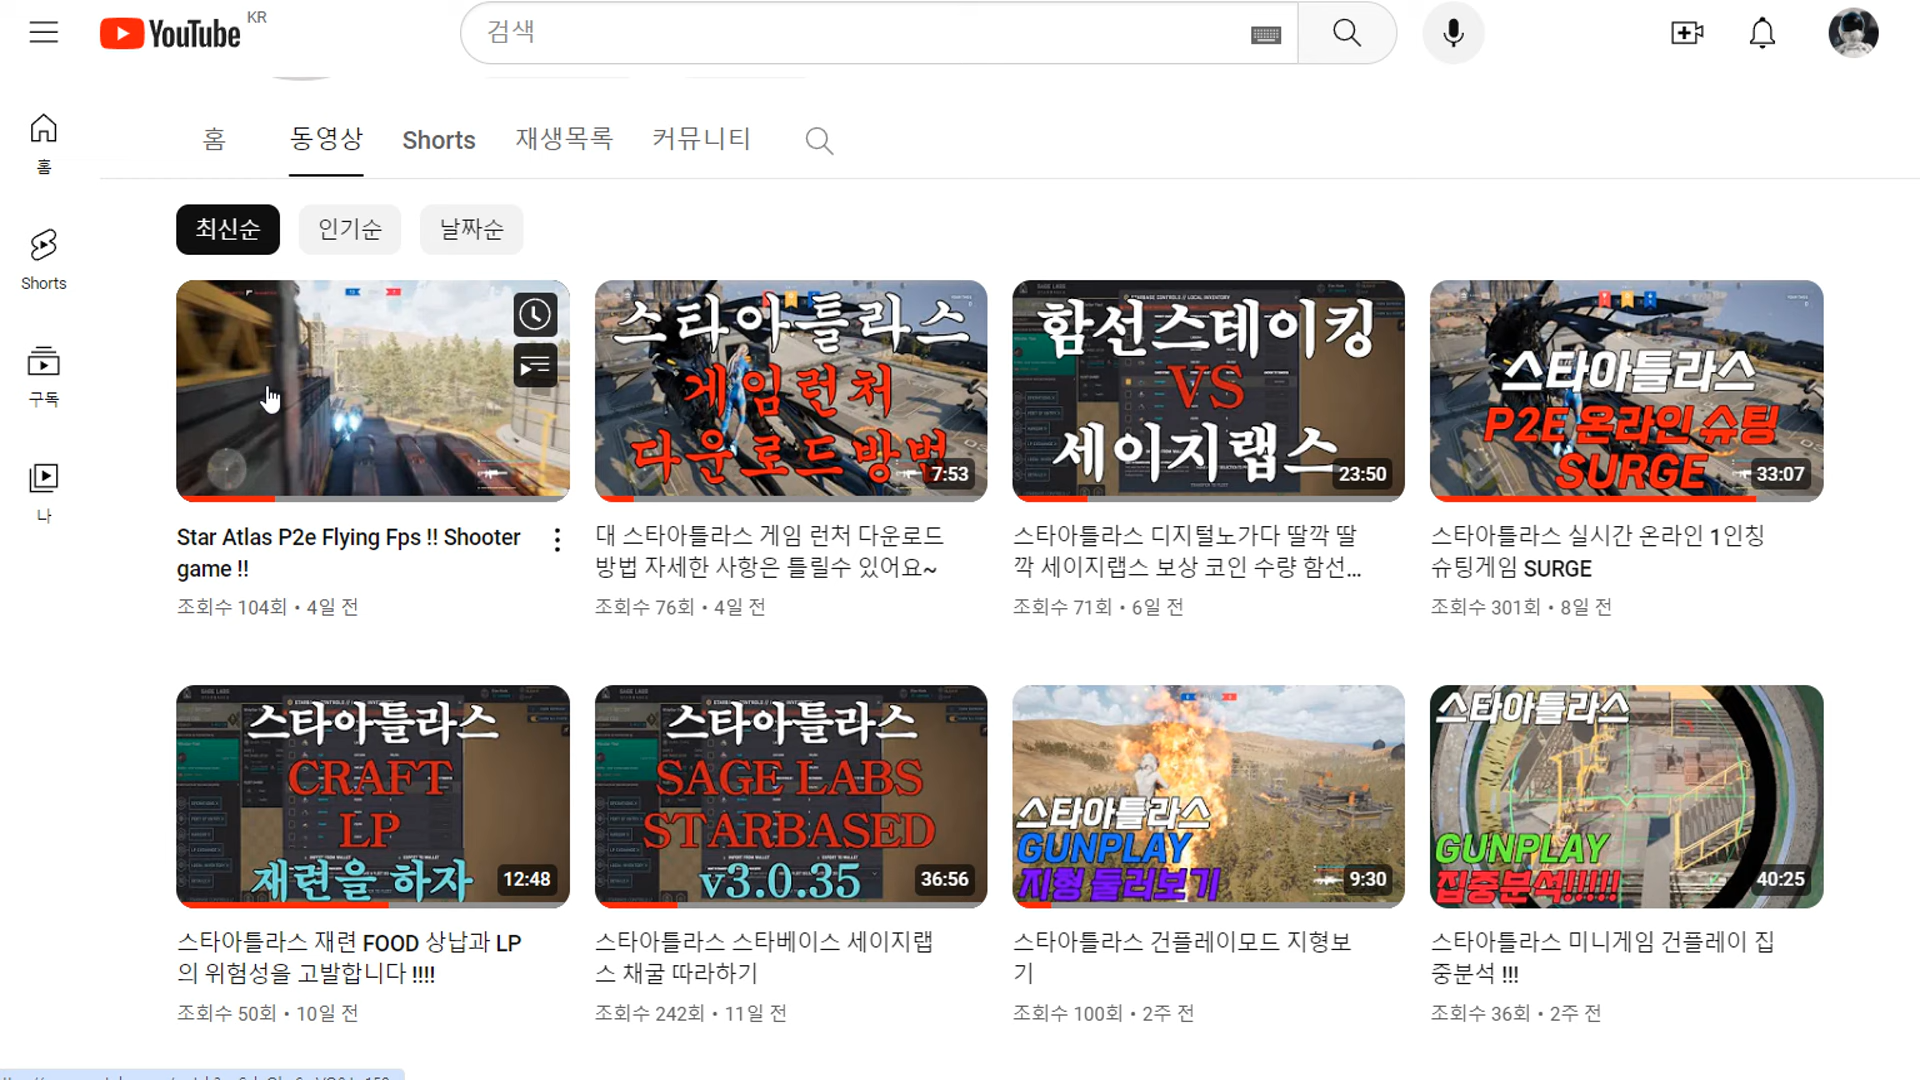 YouTube KR
검색
홈
Shorts
구독
나
홈 동영상 Shorts 재생목록 커뮤니티
최신순 인기순 날짜순
스타아틀라스
게임런처
다운로드방법
7:53
함선스테이킹
VS
세이지랩스
23:50
스타아틀라스
P2E 온라인 슈팅
SURGE
33:07
Star Atlas P2e Flying Fps !! Shooter
game !!
조회수 104회 • 4일 전
대 스타아틀라스 게임 런처 다운로드
방법 자세한 사항은 틀릴수 있어요~
조회수 76회 • 4일 전
스타아틀라스 디지털노가다 딸깍 딸
깍 세이지랩스 보상 코인 수량 함선...
조회수 71회 • 6일 전
스타아틀라스 실시간 온라인 1인칭
슈팅게임 SURGE
조회수 301회 • 8일 전
스타아틀라스
CRAFT
LP
재련을 하자
12:48
스타아틀라스
SAGE LABS
STARBASED
v3.0.35
36:56
스타아틀라스
GUNPLAY
지형 둘러보기
9:30
스타아틀라스
GUNPLAY
집중분석!!!!!
40:25
스타아틀라스 재련 FOOD 상납과 LP
의 위험성을 고발합니다 !!!!
조회수 50회 • 10일 전
스타아틀라스 스타베이스 세이지랩
스 채굴 따라하기
조회수 242회 • 11일 전
스타아틀라스 건플레이모드 지형보
기
조회수 100회 • 2주 전
스타아틀라스 미니게임 건플레이 집
중분석 !!!
조회수 36회 • 2주 전